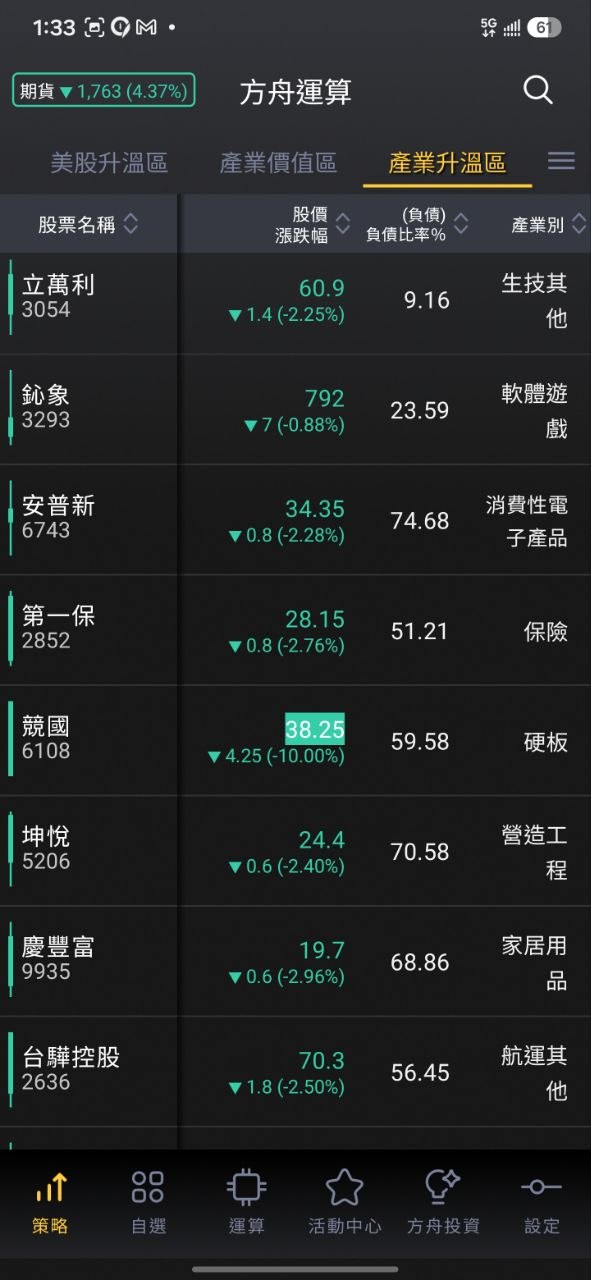 1:33
5G
61
期貨▼1,763 (4.37%)
方舟運算
美股升溫區 產業價值區 產業升溫區
股票名稱
股價
漲跌幅
(負債)
負債比率%
產業別
立萬利
3054
60.9
▼1.4 (-2.25%)
9.16
生技其
他
鈊象
3293
792
▼7 (-0.88%)
23.59
軟體遊
戲
安普新
6743
34.35
▼0.8 (-2.28%)
74.68
消費性電
子產品
第一保
2852
28.15
▼0.8 (-2.76%)
51.21
保險
競國
6108
38.25
▼4.25 (-10.00%)
59.58
硬板
坤悅
5206
24.4
▼0.6 (-2.40%)
70.58
營造工
程
慶豐富
9935
19.7
▼0.6 (-2.96%)
68.86
家居用
品
台驊控股
2636
70.3
▼1.8 (-2.50%)
56.45
航運其
他
策略 自選 運算 活動中心 方舟投資 設定